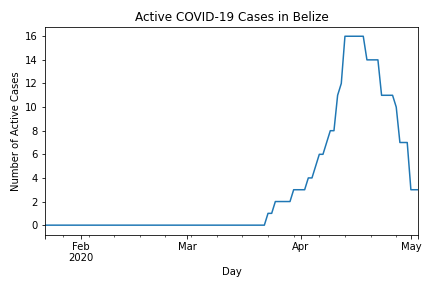 Active COVID-19 Cases in Belize
Number of Active Cases
16
14
12
10
8
6
4
2
0
Feb Mar Apr May
2020
Day